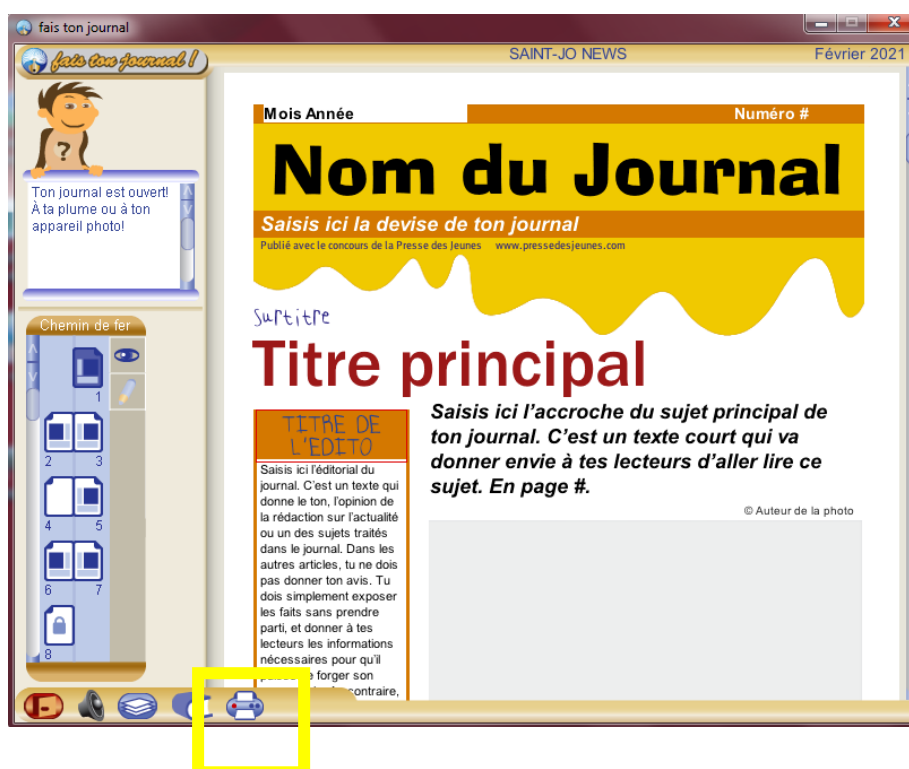 fais ton journal
fais ton journal !
SAINT-JO NEWS
Février 2021
?
Ton journal est ouvert!
À ta plume ou à ton
appareil photo!
Chemin de fer
1
2 3
4 5
6 7
8
Mois Année
Numéro #
Nom du Journal
Saisis ici la devise de ton journal
Publié avec le concours de la Presse des Jeunes www.pressedesjeunes.com
Surtitre
Titre principal
TITRE DE
L'EDITO
Saisis ici l'éditorial du
journal. C'est un texte qui
donne le ton, l'opinion de
la rédaction sur l'actualité
ou un des sujets traités
dans le journal. Dans les
autres articles, tu ne dois
pas donner ton avis. Tu
dois simplement exposer
les faits sans prendre
parti, et donner à tes
lecteurs les informations
nécessaires pour qu'il
forger son
contraire,
Saisis ici l'accroche du sujet principal de
ton journal. C'est un texte court qui va
donner envie à tes lecteurs d'aller lire ce
sujet. En page #.
© Auteur de la photo